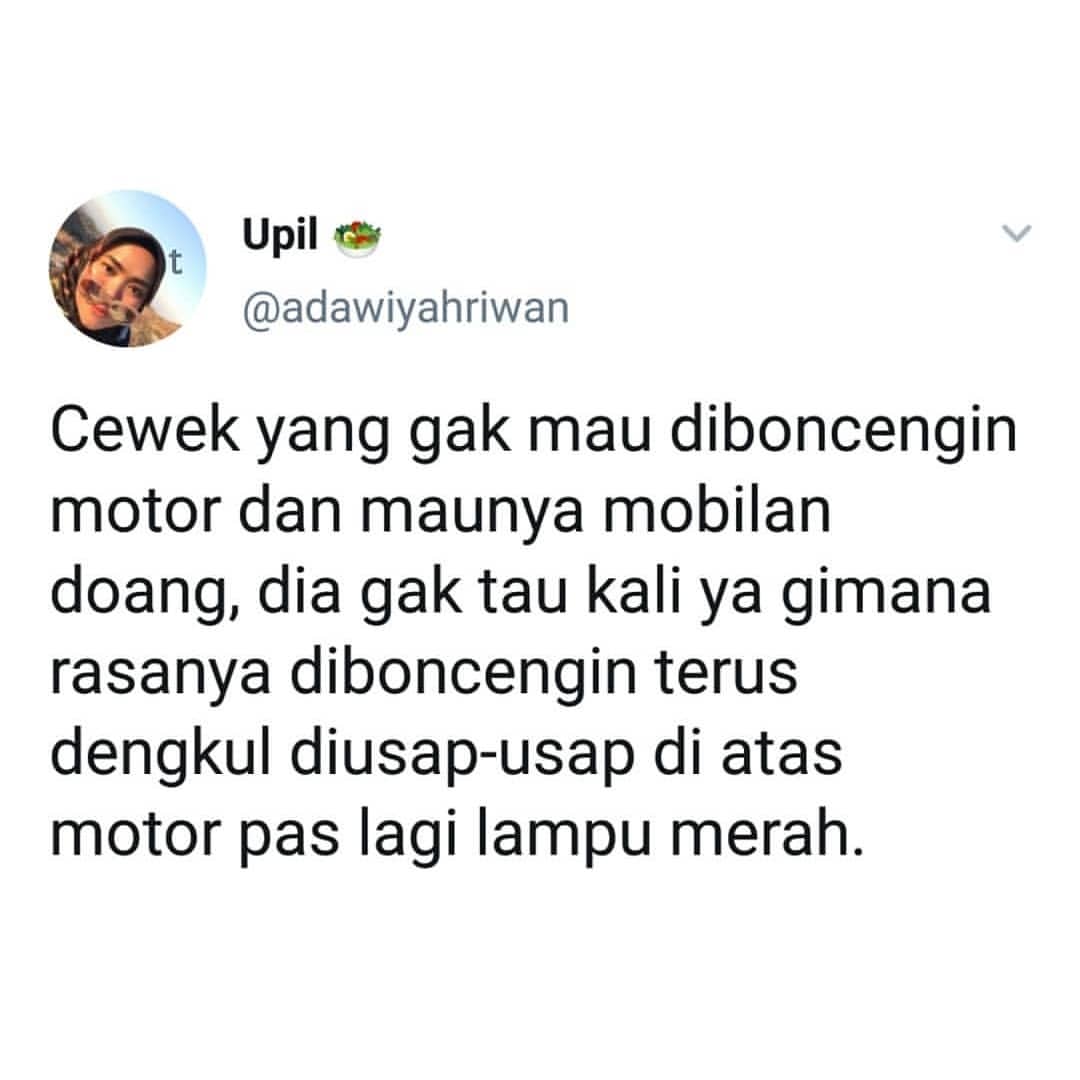 Upil 🥗
@adawiyahriwan
Cewek yang gak mau diboncengin
motor dan maunya mobilan
doang, dia gak tau kali ya gimana
rasanya diboncengin terus
dengkul diusap-usap di atas
motor pas lagi lampu merah.
t